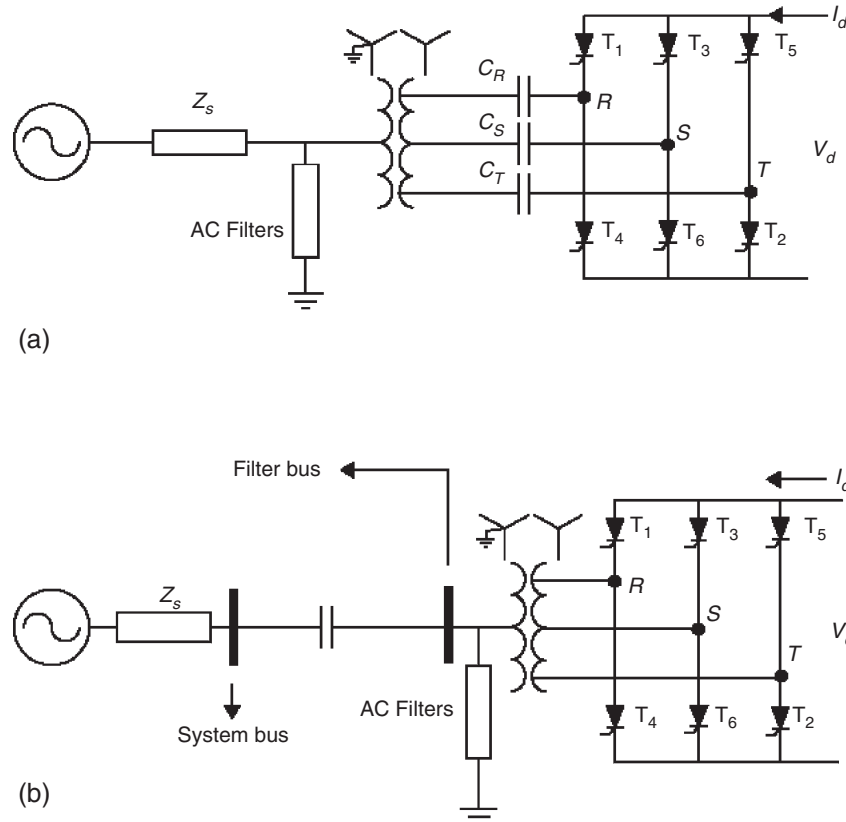 I_d
T_1
T_3
T_5
C_R
R
Z_s
C_S
S
V_d
C_T
T
AC Filters
T_4
T_6
T_2
(a)
Filter bus
T_1
T_3
T_5
Z_s
R
S
T
AC Filters
T_4
T_6
T_2
System bus
(b)